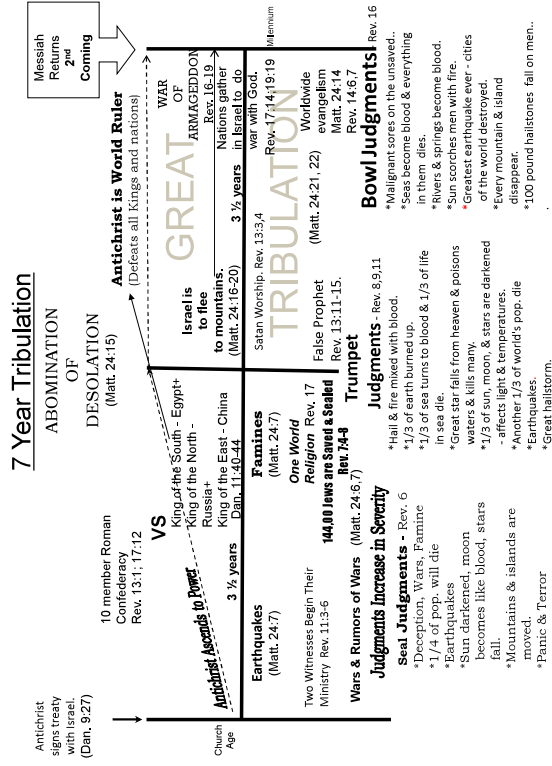 7 Year Tribulation
Antichrist
signs treaty
with Israel.
(Dan. 9:27)
10 member Roman
Confederacy
Rev. 13:1; 17:12
ABOMINATION
OF
DESOLATION
(Matt. 24:15)
Antichrist is World Ruler
(Defeats all Kings and nations)
Messiah
Returns
2nd
Coming
VS
King of the South - Egypt+
King of the North -
Russia+
King of the East - China
Dan. 11:40-44
Antichrist Ascends to Power
3 ½ years
Israel is
to flee
to mountains.
(Matt. 24:16-20)
GREAT
WAR
OF
ARMAGEDDON
Rev. 16-19
Nations gather
in Israel to do
war with God.
Rev. 17:14;19:19
3 ½ years
Church
Age
Millennium
Earthquakes
(Matt. 24:7)
Famines
(Matt. 24:7)
Satan Worship. Rev. 13:3,4
TRIBULATION
(Matt. 24:21, 22)
Worldwide
evangelism
Matt. 24:14
Rev. 14:6,7
Two Witnesses Begin Their
Ministry Rev. 11:3-6
One World
Religion Rev. 17
144,00 Jews are Saved & Sealed
Rev. 7:4-8
False Prophet
Rev. 13:11-15.
Wars & Rumors of Wars (Matt. 24:6,7)
Judgments Increase in Severity
Seal Judgments - Rev. 6
*Deception, Wars, Famine
*1/4 of pop. will die
*Earthquakes
*Sun darkened, moon
becomes like blood, stars
fall.
*Mountains & islands are
moved.
*Panic & Terror
Trumpet
Judgments - Rev. 8,9,11
*Hail & fire mixed with blood.
*1/3 of earth burned up.
*1/3 of sea turns to blood & 1/3 of life
in sea die.
*Great star falls from heaven & poisons
waters & kills many.
*1/3 of sun, moon, & stars are darkened
- affects light & temperatures.
*Another 1/3 of world's pop. die
*Earthquakes.
*Great hailstorm.
Bowl Judgments - Rev. 16
*Malignant sores on the unsaved..
*Seas become blood & everything
in them dies.
*Rivers & springs become blood.
*Sun scorches men with fire.
*Greatest earthquake ever - cities
of the world destroyed.
*Every mountain & island
disappear.
*100 pound hailstones fall on men..
.